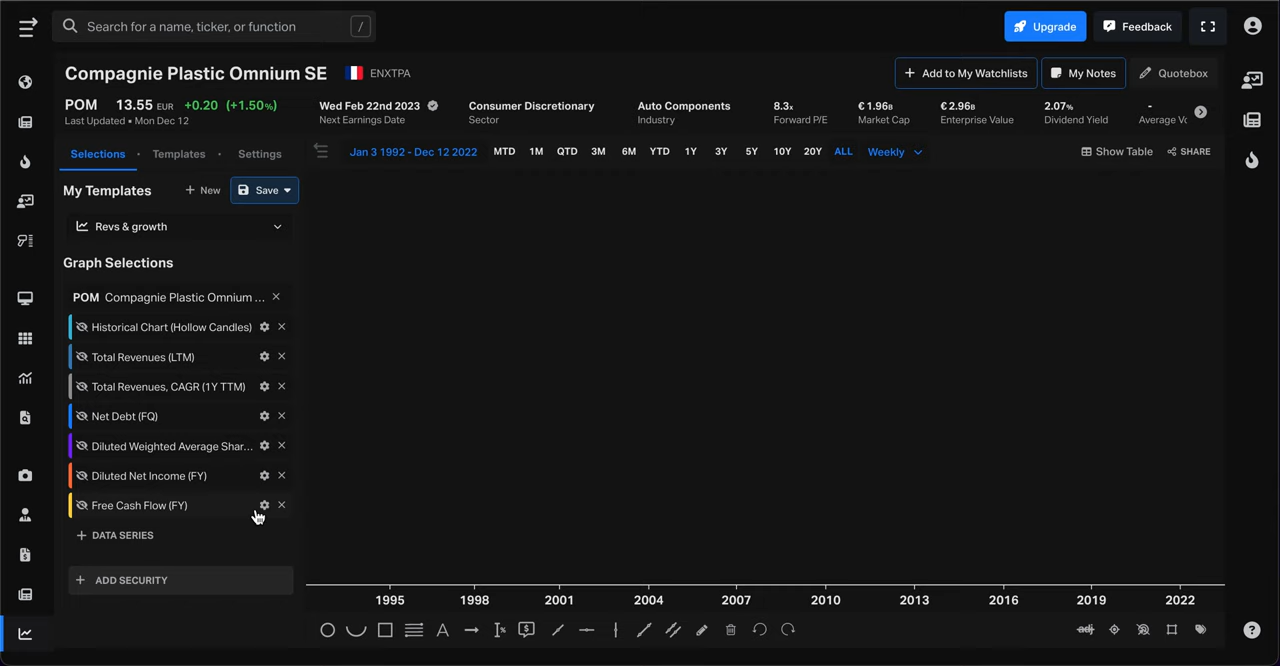 Search for a name, ticker, or function /
Upgrade
Feedback
Compagnie Plastic Omnium SE ENXTPA
+ Add to My Watchlists
My Notes
Quotebox
POM 13.55 EUR +0.20 (+1.50%)
Last Updated • Mon Dec 12
Wed Feb 22nd 2023
Next Earnings Date
Consumer Discretionary
Sector
Auto Components
Industry
8.3x
Forward P/E
€ 1.96B
Market Cap
€ 2.96B
Enterprise Value
2.07%
Dividend Yield
-
Average Vo
Selections • Templates • Settings
Jan 3 1992 - Dec 12 2022 MTD 1M QTD 3M 6M YTD 1Y 3Y 5Y 10Y 20Y ALL Weekly
Show Table
SHARE
My Templates
+ New
Save
Revs & growth
Graph Selections
POM Compagnie Plastic Omnium ...
Historical Chart (Hollow Candles)
Total Revenues (LTM)
Total Revenues, CAGR (1Y TTM)
Net Debt (FQ)
Diluted Weighted Average Shar...
Diluted Net Income (FY)
Free Cash Flow (FY)
+ DATA SERIES
+ ADD SECURITY
1995 1998 2001 2004 2007 2010 2013 2016 2019 2022
adj